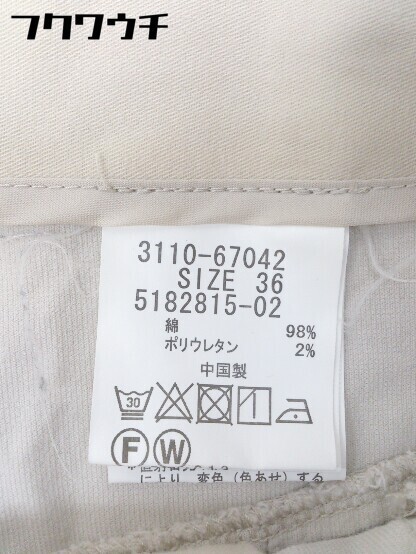 フクワウチ
3110-67042
SIZE 36
5182815-02
綿 98%
ポリウレタン 2%
中国製
30
F W
により、変色(色あせ)する